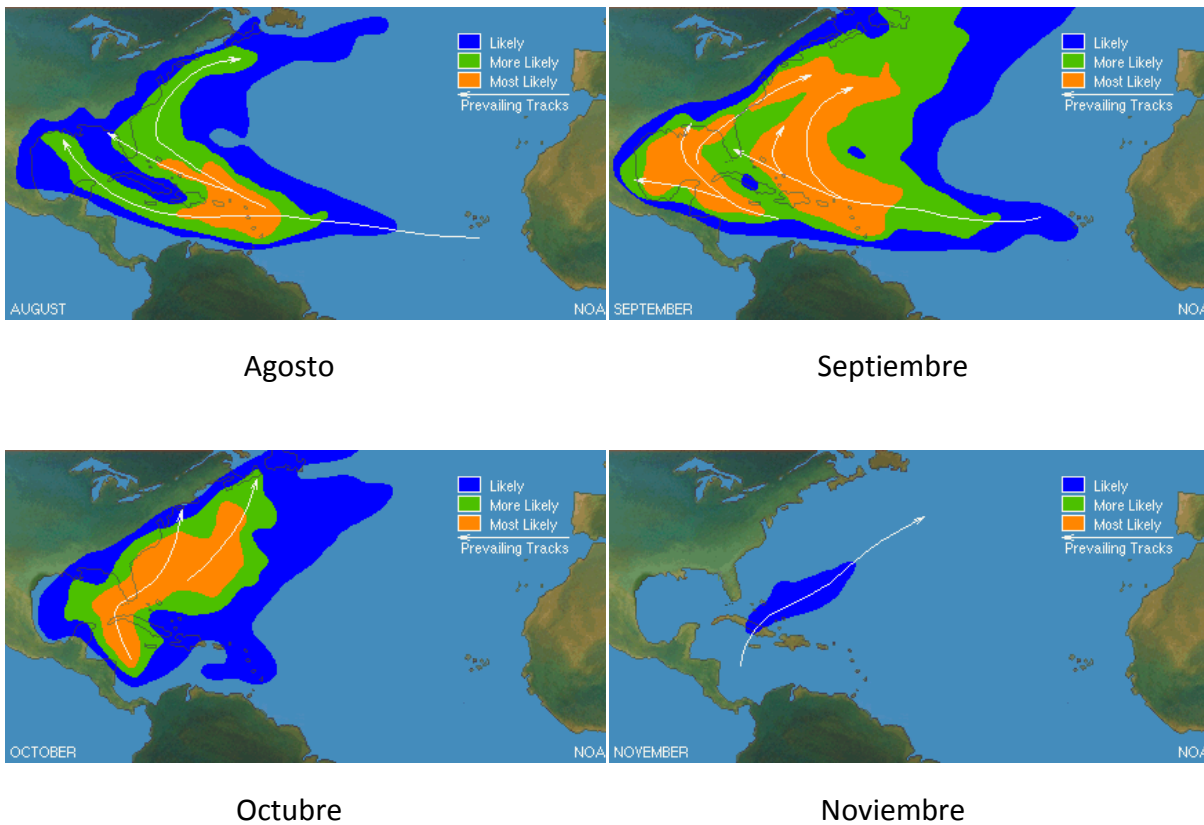 Likely
More Likely
Most Likely
Prevailing Tracks
AUGUST
NOA
Likely
More Likely
Most Likely
Prevailing Tracks
SEPTEMBER
NOA
Agosto
Septiembre
Likely
More Likely
Most Likely
Prevailing Tracks
OCTOBER
NOA
Likely
More Likely
Most Likely
Prevailing Tracks
NOVEMBER
NOA
Octubre
Noviembre